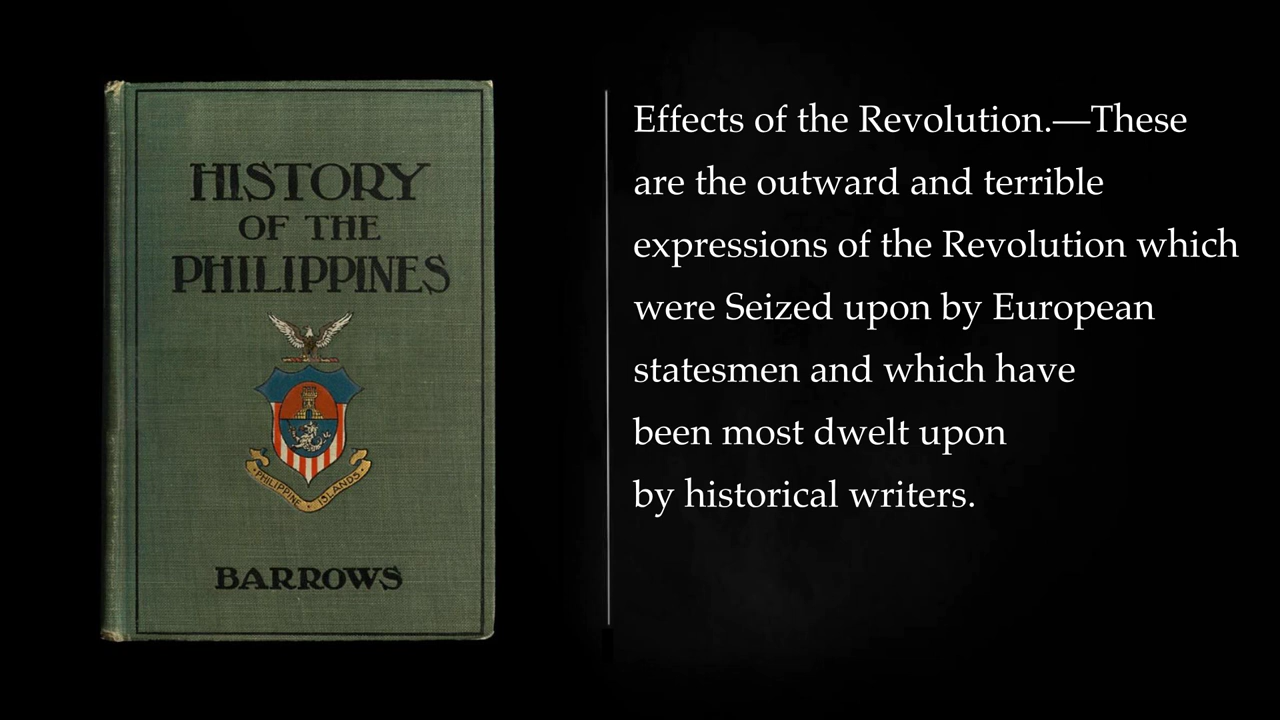 HISTORY
OF THE
PHILIPPINES
PHILIPPINE ISLANDS
BARROWS
Effects of the Revolution.—These
are the outward and terrible
expressions of the Revolution which
were Seized upon by European
statesmen and which have
been most dwelt upon
by historical writers.